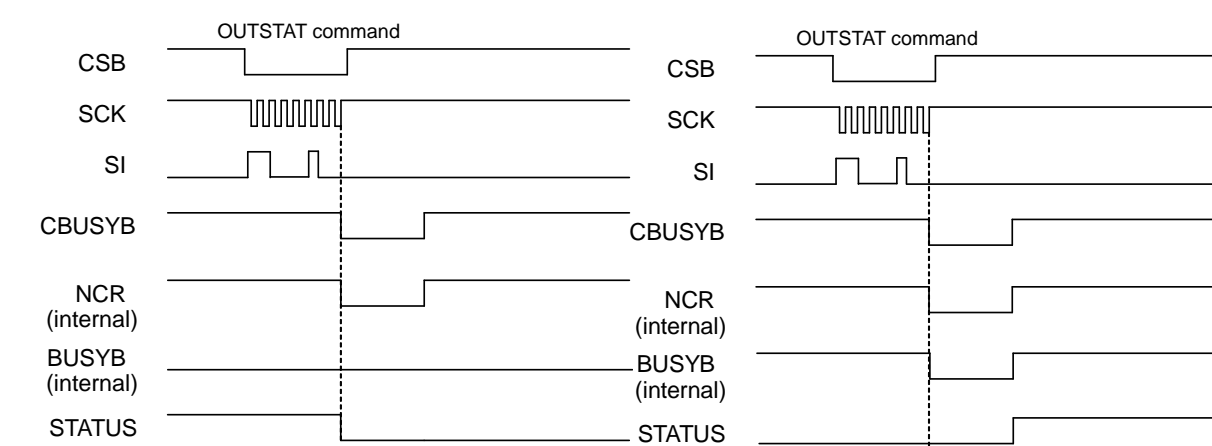 OUTSTAT command
CSB
SCK
SI
CBUSYB
NCR
(internal)
BUSYB
(internal)
STATUS
OUTSTAT command
CSB
SCK
SI
CBUSYB
NCR
(internal)
BUSYB
(internal)
STATUS